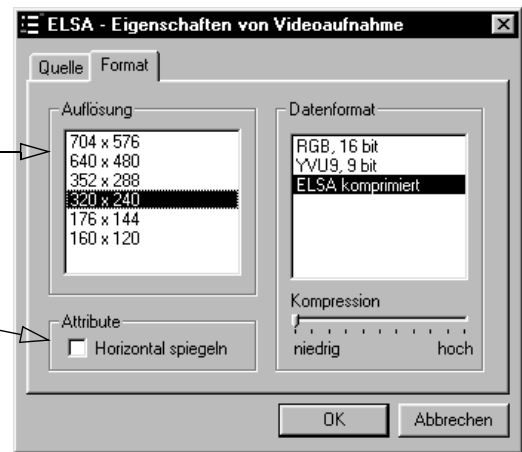 ELSA - Eigenschaften von Videoaufnahme
Quelle
Format
Auflösung
704 x 576
640 x 480
352 x 288
320 x 240
176 x 144
160 x 120
Datenformat
RGB, 16 bit
YVU9, 9 bit
ELSA komprimiert
Kompression
niedrig
hoch
Attribute
Horizontal spiegeln
OK
Abbrechen